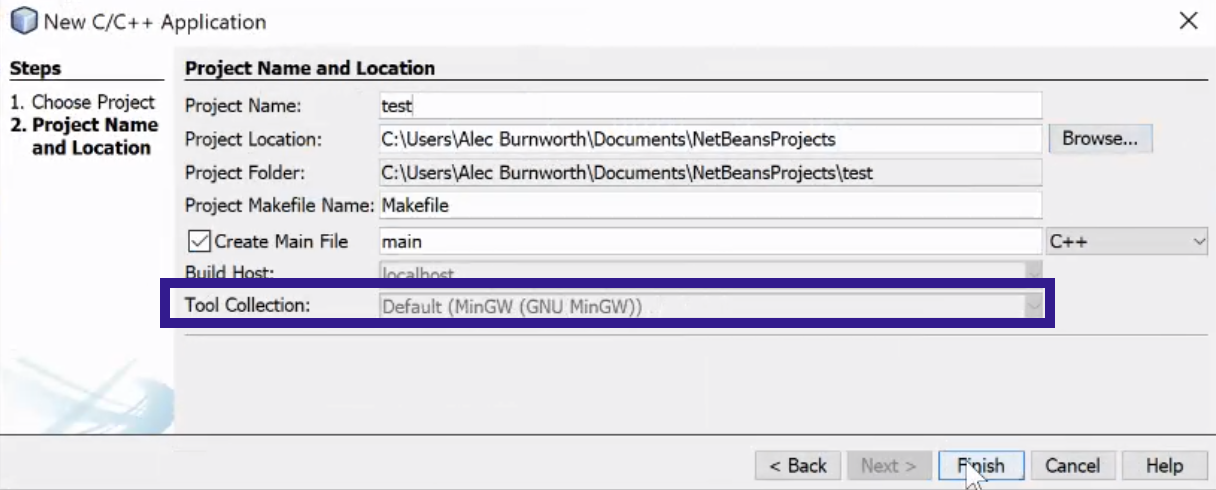 New C/C++ Application
Steps
1. Choose Project
2. Project Name
and Location
Project Name and Location
Project Name: test
Project Location: C:\Users\Alec Burnworth\Documents\NetBeansProjects Browse...
Project Folder: C:\Users\Alec Burnworth\Documents\NetBeansProjects\test
Project Makefile Name: Makefile
Create Main File main C++
Build Host: localhost
Tool Collection: Default (MinGW (GNU MinGW))
< Back Next > Finish Cancel Help